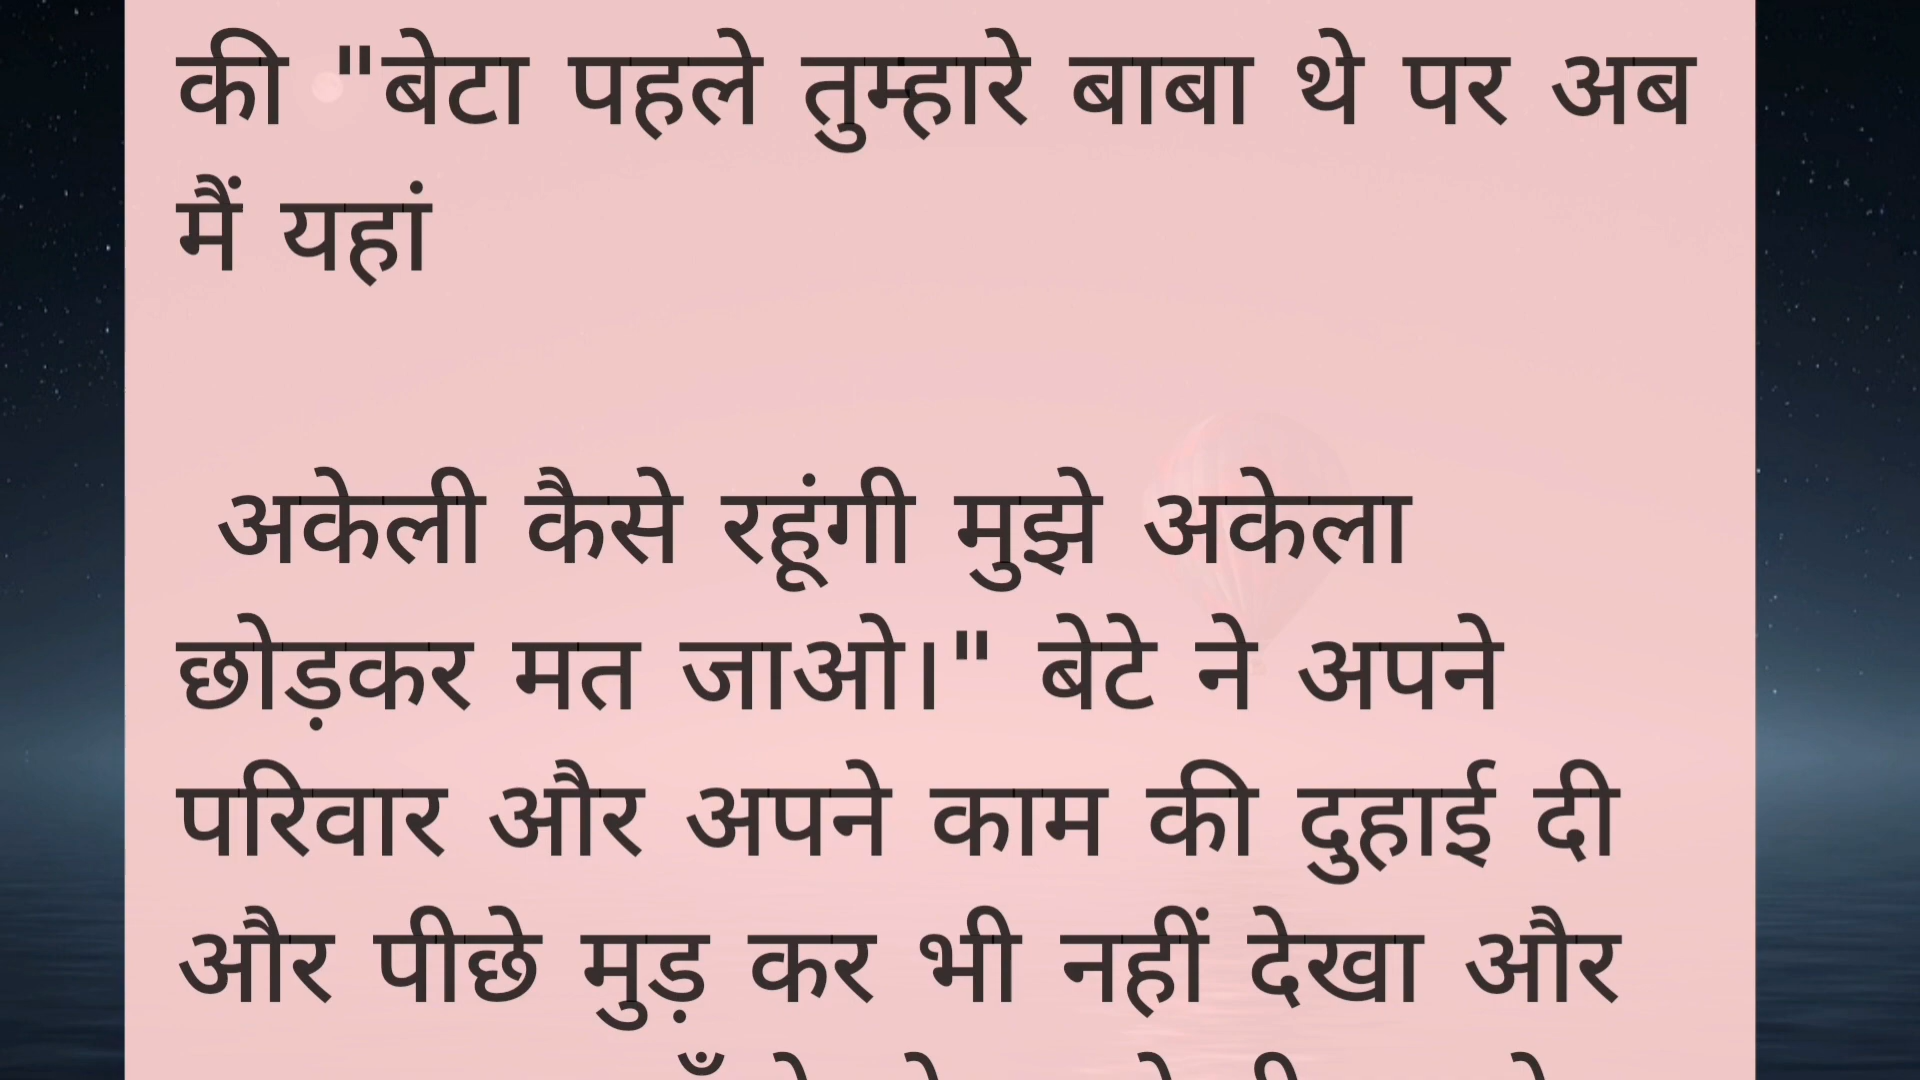 की "बेटा पहले तुम्हारे बाबा थे पर अब
मैं यहां
अकेली कैसे रहूंगी मुझे अकेला
छोड़कर मत जाओ।" बेटे ने अपने
परिवार और अपने काम की दुहाई दी
और पीछे मुड़ कर भी नहीं देखा और